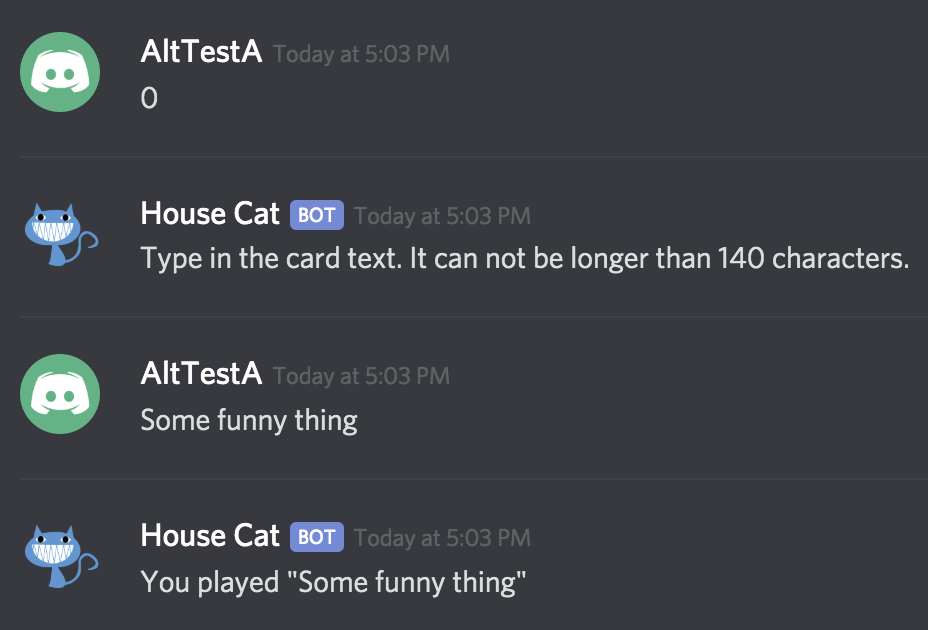 AltTestA Today at 5:03 PM
0
House Cat BOT Today at 5:03 PM
Type in the card text. It can not be longer than 140 characters.
AltTestA Today at 5:03 PM
Some funny thing
House Cat BOT Today at 5:03 PM
You played "Some funny thing"